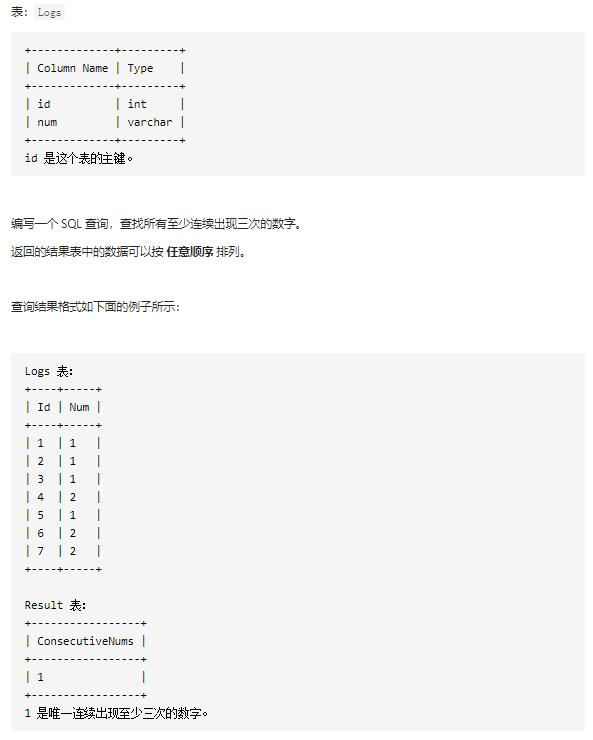 表：Logs
+-------------+---------+
| Column Name | Type    |
+-------------+---------+
| id          | int     |
| num         | varchar |
+-------------+---------+
id 是这个表的主键。
编写一个 SQL 查询，查找所有至少连续出现三次的数字。
返回的结果表中的数据可以按 任意顺序 排列。
查询结果格式如下面的例子所示：
Logs 表：
+----+-----+
| Id | Num |
+----+-----+
| 1  | 1   |
| 2  | 1   |
| 3  | 1   |
| 4  | 2   |
| 5  | 1   |
| 6  | 2   |
| 7  | 2   |
+----+-----+
Result 表：
+-----------------+
| ConsecutiveNums |
+-----------------+
| 1               |
+-----------------+
1 是唯一连续出现至少三次的数字。